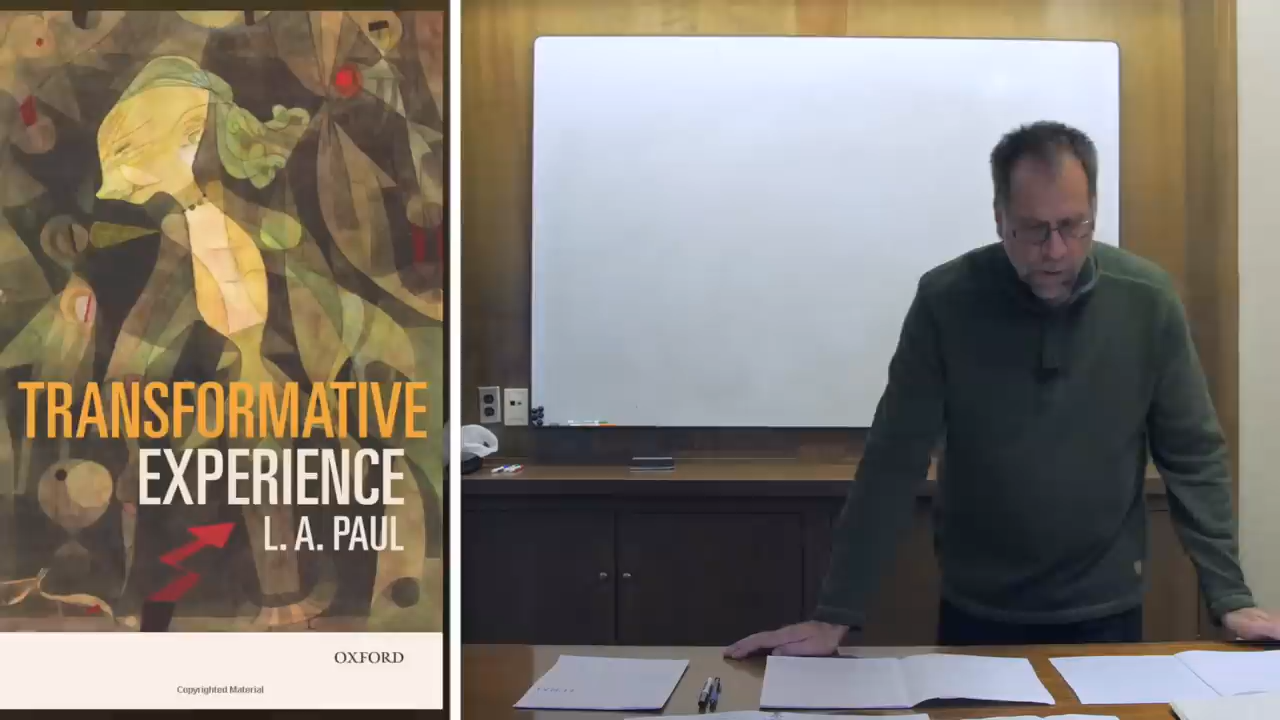 TRANSFORMATIVE
EXPERIENCE
L. A. PAUL
OXFORD
Copyrighted Material